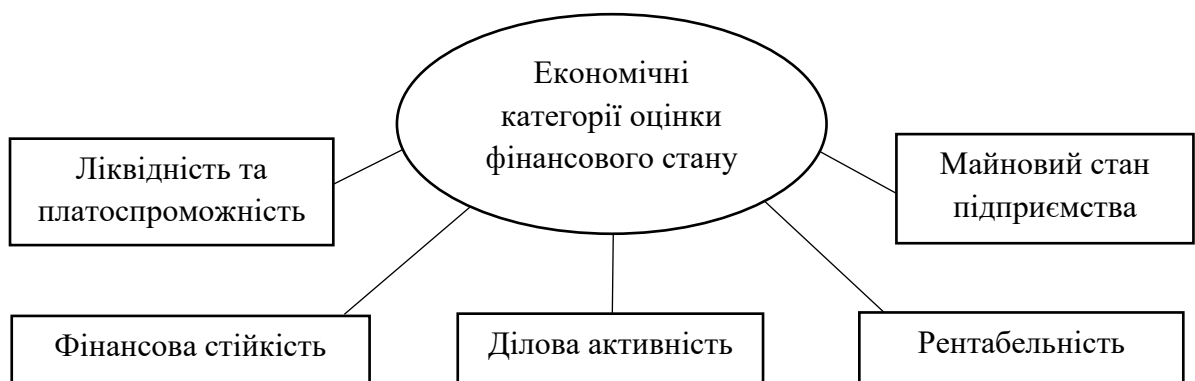 Економічні
категорії оцінки
фінансового стану
Ліквідність та
платоспроможність
Майновий стан
підприємства
Фінансова стійкість
Ділова активність
Рентабельність